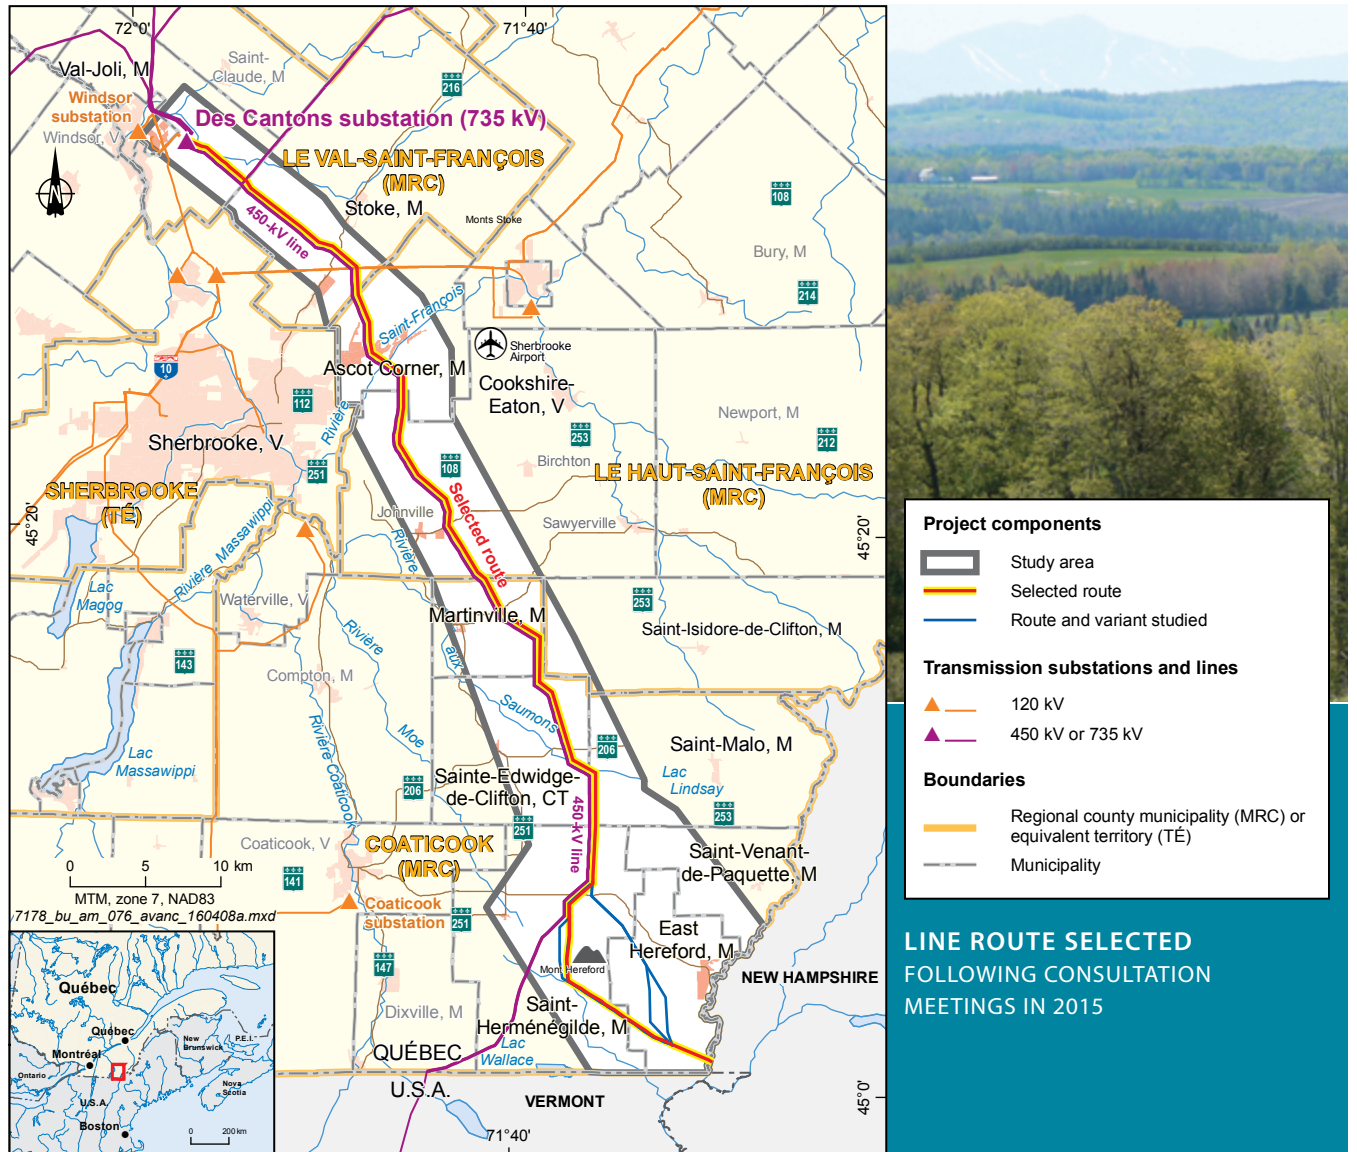 72°0'
71°40'
Val-Joli, M
Saint-
Claude, M
216
Windsor
substation
Windsor, V
Des Cantons substation (735 kV)
LE VAL-SAINT-FRANÇOIS
(MRC)
Stoke, M
Monts Stoke
108
N
450-kV line
Bury, M
214
Saint-François
Sherbrooke
Airport
10
Ascot Corner, M
Cookshire-
Eaton, V
112
Rivière
Newport, M
Sherbrooke, V
253
212
251
108
Birchton
LE HAUT-SAINT-FRANÇOIS
(MRC)
SHERBROOKE
(TÉ)
Selected route
Johnville
Sawyerville
45°20'
45°20'
Rivière Massawippi
Rivière
Lac
Magog
Waterville, V
Martinville, M
253
Saint-Isidore-de-Clifton, M
Rivière
aux
143
Compton, M
Saumons
Rivière Coaticook
Moe
206
Saint-Malo, M
Lac
Massawippi
Sainte-Edwidge-
de-Clifton, CT
Lac
Lindsay
206
253
251
450-kV line
Coaticook, V
COATICOOK
(MRC)
Saint-Venant-
de-Paquette, M
0 5 10 km
141
MTM, zone 7, NAD83
7178_bu_am_076_avanc_160408a.mxd
Coaticook
substation
251
East
Hereford, M
147
Mont Hereford
NEW HAMPSHIRE
Dixville, M
Saint-
Herménégilde, M
Lac
Wallace
QUÉBEC
U.S.A.
VERMONT
45°0'
71°40'
Québec
Québec
New
Brunswick
P.E.I.
Montréal
Ontario
Nova
Scotia
U.S.A.
Boston
0 200 km
Project components
Study area
Selected route
Route and variant studied
Transmission substations and lines
120 kV
450 kV or 735 kV
Boundaries
Regional county municipality (MRC) or
equivalent territory (TÉ)
Municipality
LINE ROUTE SELECTED
FOLLOWING CONSULTATION
MEETINGS IN 2015